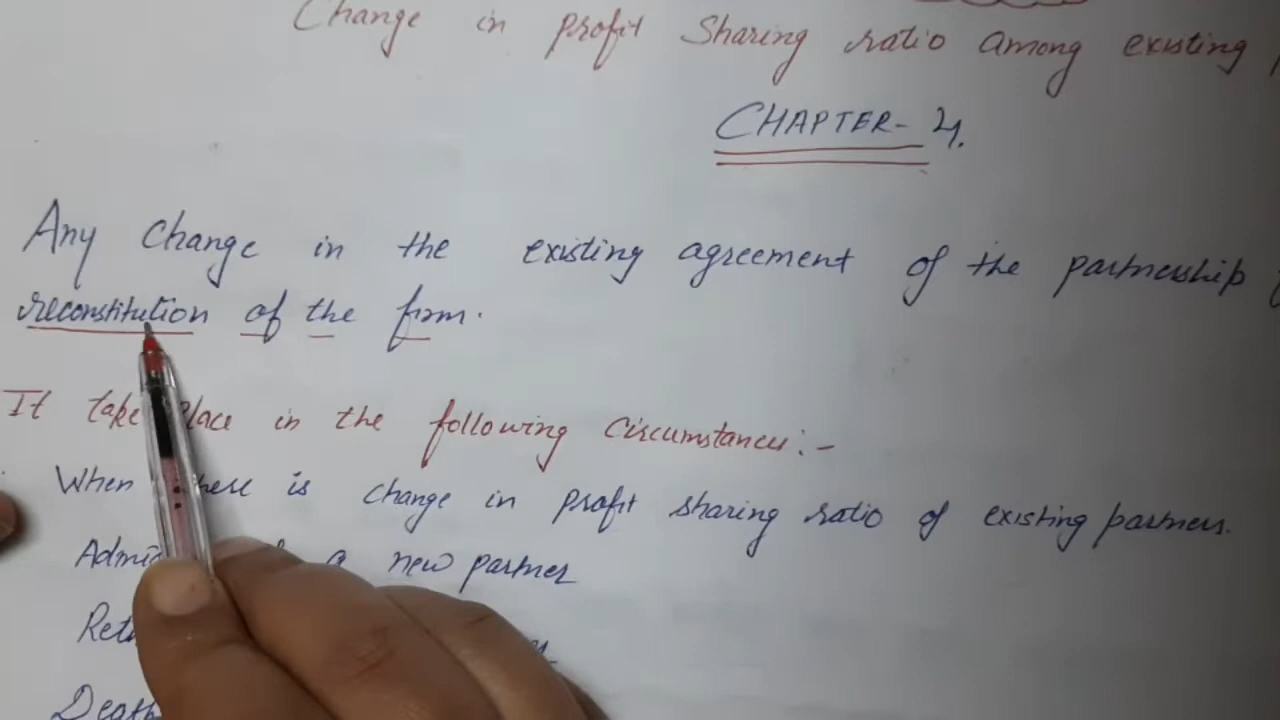 Change in profit Sharing ratio among existing
CHAPTER- 4.
Any change in the existing agreement of the partnership
reconstitution of the firm.
It take place in the following circumstances:-
When there is change in profit sharing ratio of existing partners.
a new partner
Death